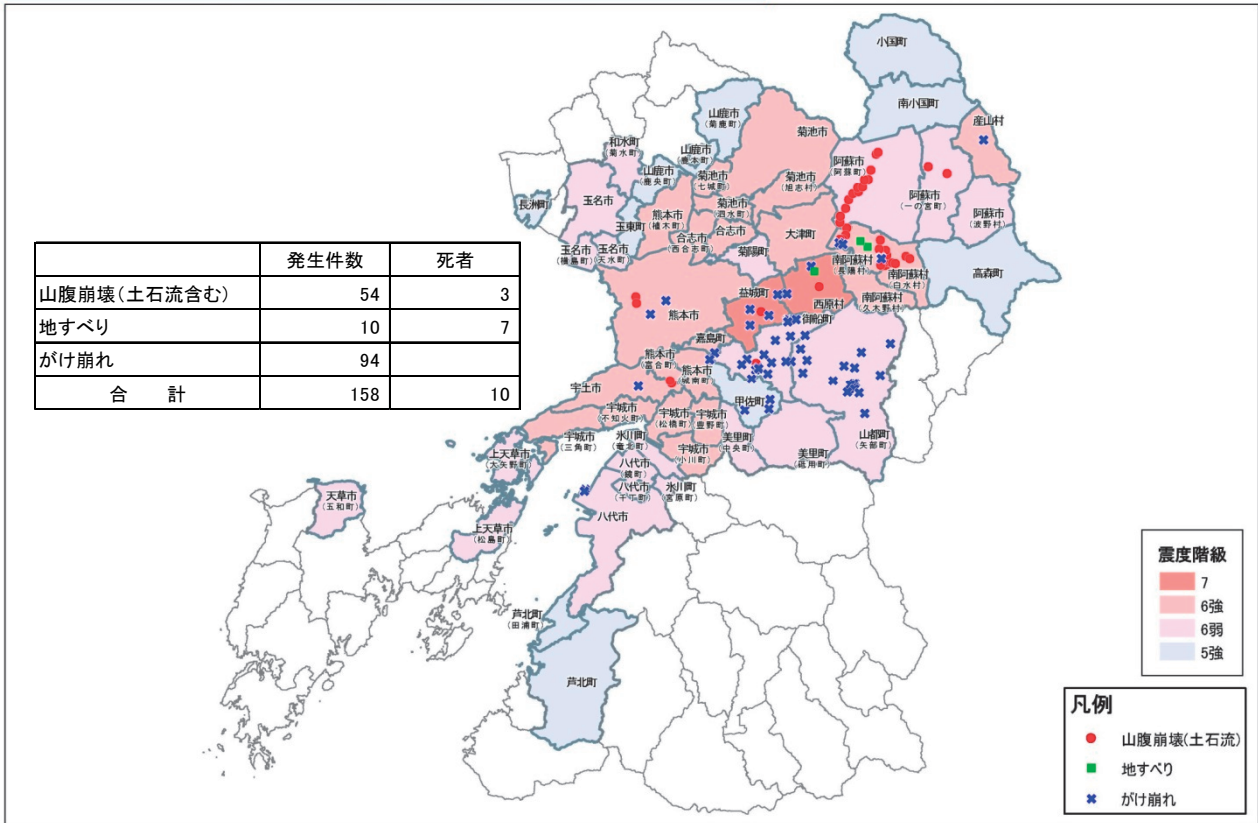 発生件数 死者
山腹崩壊(土石流含む) 54 3
地すべり 10 7
がけ崩れ 94
合 計 158 10
小国町
南小国町
産山村
山鹿市
(菊鹿町)
菊池市
和水町
(菊水町)
山鹿市
(鹿本町)
阿蘇市
(阿蘇町)
山鹿市
(鹿央町)
菊池市
(七城町)
菊池市
(旭志村)
阿蘇市
(一の宮町)
長洲町
玉名市
菊池市
(泗水町)
阿蘇市
(波野村)
玉東町
熊本市
(植木町)
合志市
大津町
合志市
(西合志町)
玉名市
(横島町)
玉名市
(天水町)
菊陽町
南阿蘇村
(長陽村)
南阿蘇村
(白水村)
高森町
益城町
西原村
南阿蘇村
(久木野村)
熊本市
御船町
嘉島町
熊本市
(富合町)
熊本市
(城南町)
宇土市
甲佐町
宇城市
(不知火町)
宇城市
(松橋町)
宇城市
(豊野町)
宇城市
(三角町)
氷川町
(竜北町)
美里町
(中央町)
山都町
(矢部町)
上天草市
(大矢野町)
宇城市
(小川町)
美里町
(砥用町)
八代市
(鏡町)
八代市
(千丁町)
氷川町
(宮原町)
天草市
(五和町)
八代市
上天草市
(松島町)
芦北町
(田浦町)
芦北町
震度階級
7
6強
6弱
5強
凡例
山腹崩壊(土石流)
地すべり
がけ崩れ